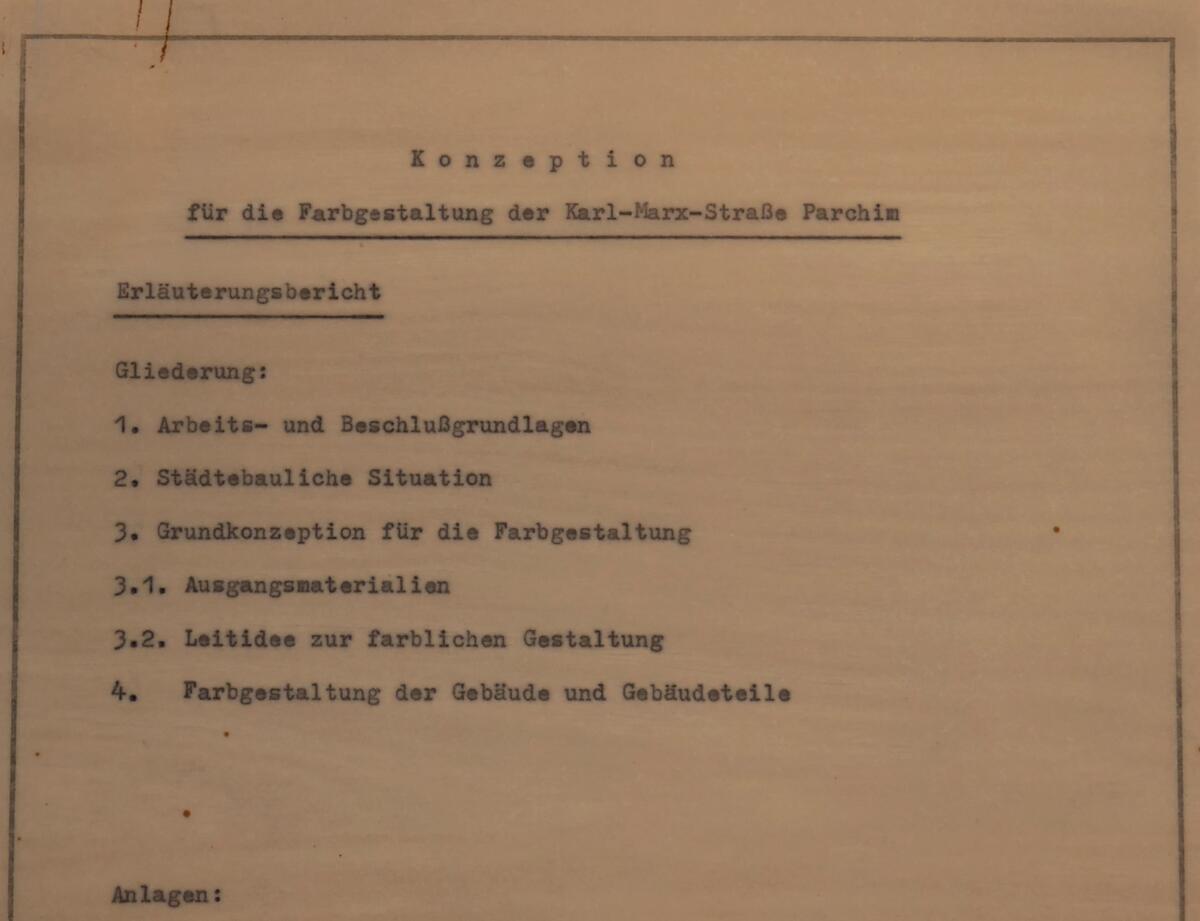 Konzeption
für die Farbgestaltung der Karl-Marx-Straße Parchim
Erläuterungsbericht
Gliederung:
1. Arbeits- und Beschlußgrundlagen
2. Städtebauliche Situation
3. Grundkonzeption für die Farbgestaltung
3.1. Ausgangsmaterialien
3.2. Leitidee zur farblichen Gestaltung
4. Farbgestaltung der Gebäude und Gebäudeteile
Anlagen: